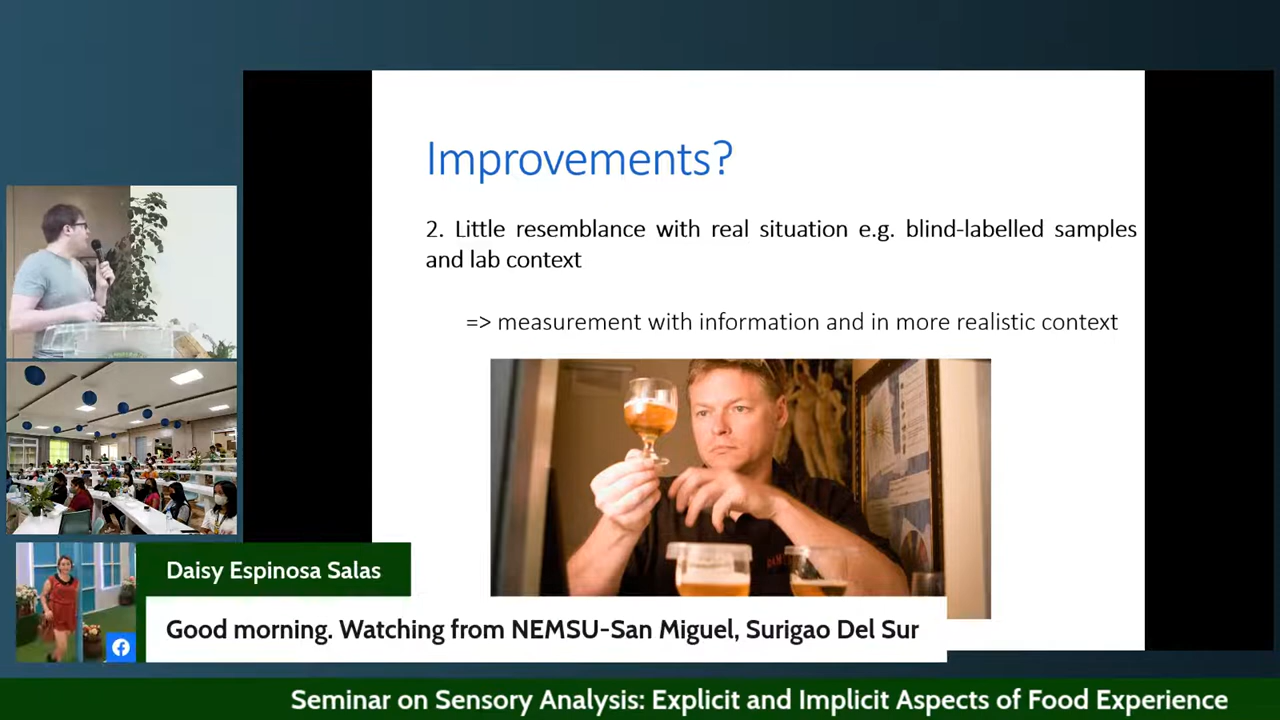 Improvements?
2. Little resemblance with real situation e.g. blind-labelled samples
and lab context
=> measurement with information and in more realistic context
Daisy Espinosa Salas
Good morning. Watching from NEMSU-San Miguel, Surigao Del Sur
Seminar on Sensory Analysis: Explicit and Implicit Aspects of Food Experience